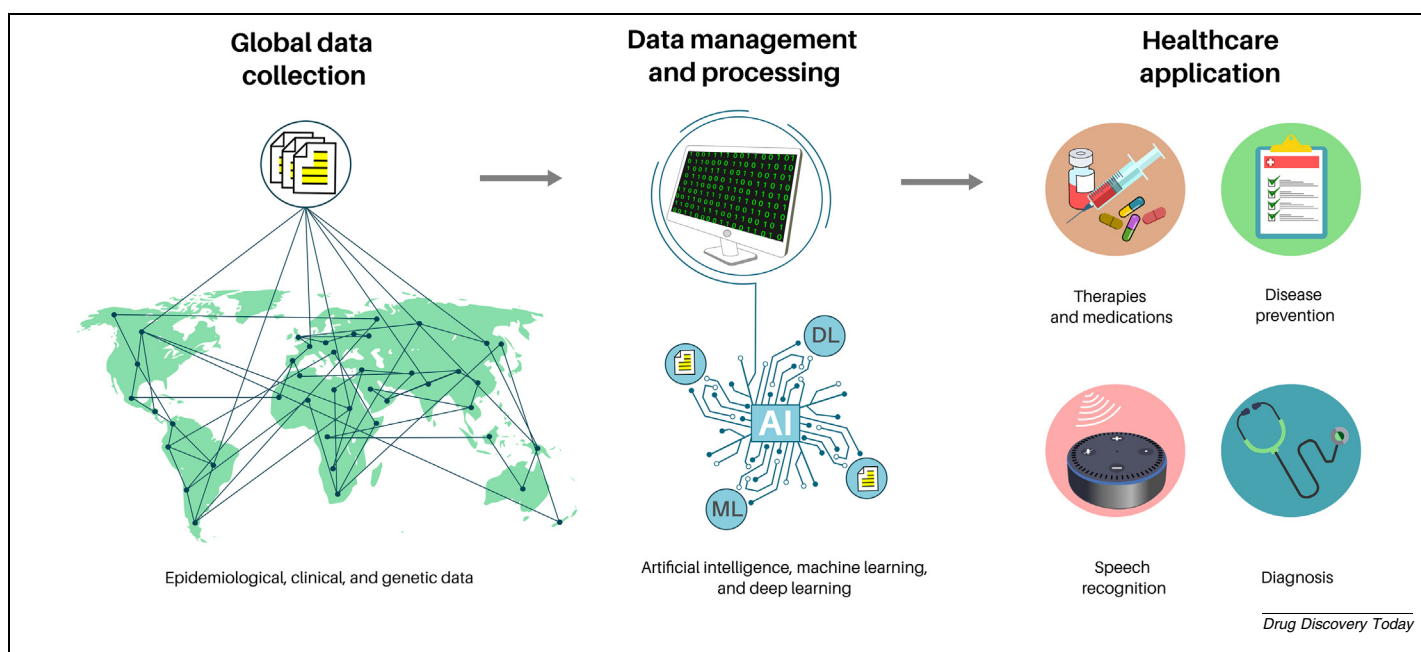 Global data
collection
Data management
and processing
Healthcare
application
Therapies
and medications
Disease
prevention
DL
AI
ML
Epidemiological, clinical, and genetic data
Artificial intelligence, machine learning,
and deep learning
Speech
recognition
Diagnosis
Drug Discovery Today